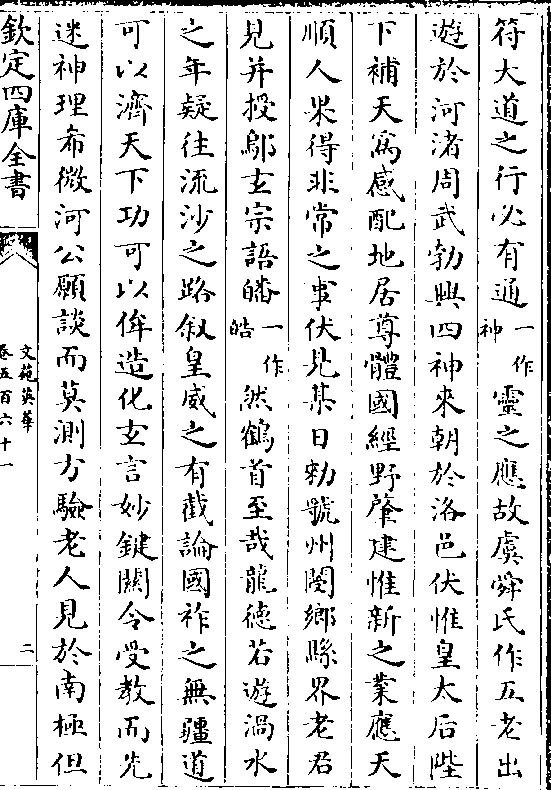 符大道之行必有通一作神靈之應故虞舜氏作五老出
遊於河渚周武勃興四神來朝於洛邑伏惟皇太后陛
下補天爲感配地居尊體國經野肇建惟新之業應天
順人果得非常之事伏見某日勑虢州閿鄉縣界老君
見并授鄔玄宗語皤一作皓然鶴首至哉龍德若遊渦水
之年疑往流沙之路叙皇威之有截論國祚之無疆道
可以濟天下功可以侔造化玄言妙鍵關令受教而先
迷神理希微河公願談而莫測方驗老人見於南極但
欽定四庫全書
文苑英華
卷五百六十一
二